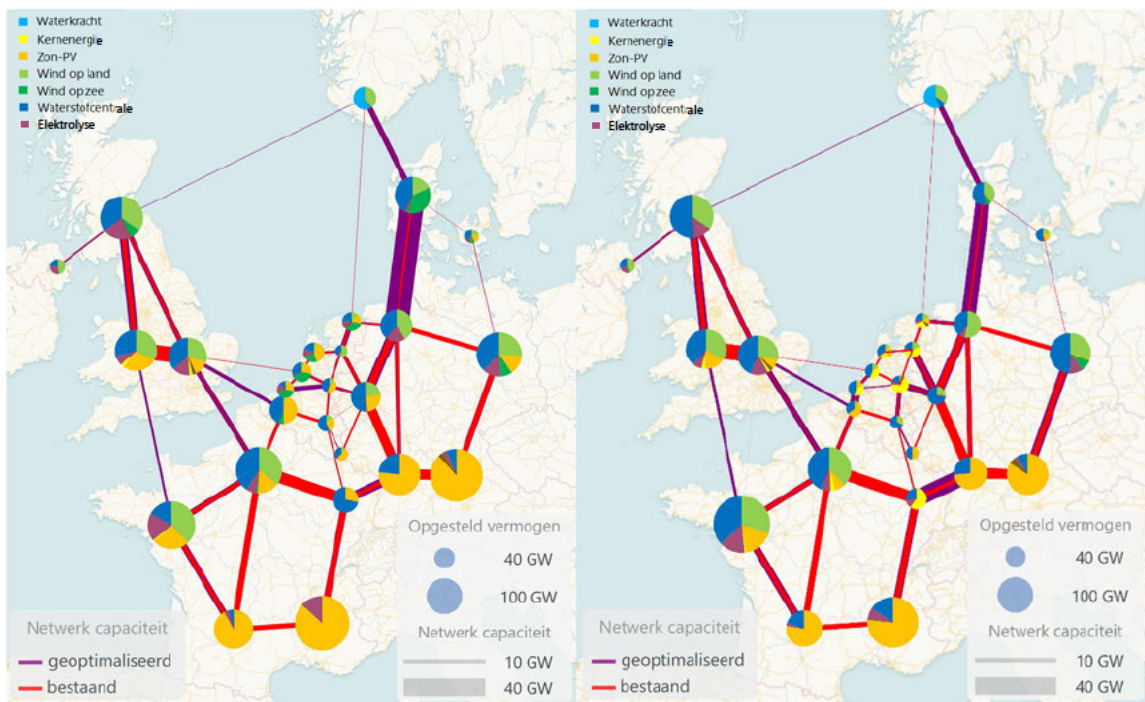 Waterkracht
Kernenergie
Zon-PV
Wind op land
Wind op zee
Waterstofcentrale
Elektrolyse
Opgesteld vermogen
40 GW
100 GW
Netwerk capaciteit
geoptimaliseerd
bestaand
Netwerk capaciteit
10 GW
40 GW
Waterkracht
Kernenergie
Zon-PV
Wind op land
Wind op zee
Waterstofcentrale
Elektrolyse
Opgesteld vermogen
40 GW
100 GW
Netwerk capaciteit
geoptimaliseerd
bestaand
Netwerk capaciteit
10 GW
40 GW